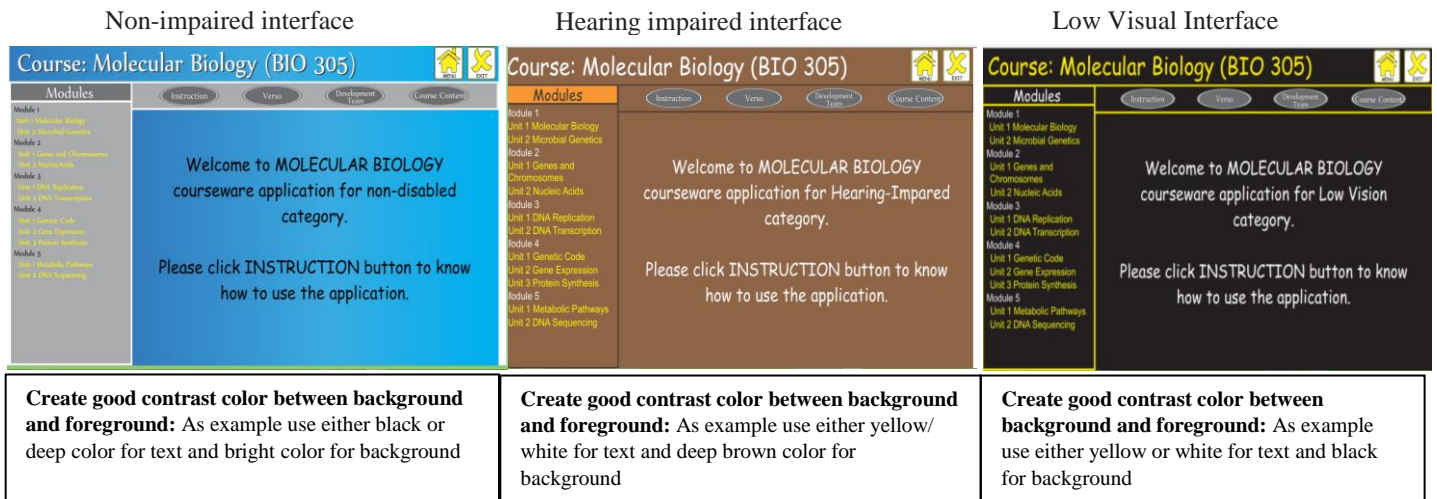 Non-impaired interface
Course: Molecular Biology (BIO 305)
MENU
EXIT
Modules
Instruction
Verso
Development
Team
Course Content
Module 1
Unit 1 Molecular Biology
Unit 2 Microbial Genetics
Module 2
Unit 1 Genes and Chromosomes
Unit 2 Nucleic Acids
Module 3
Unit 1 DNA Replication
Unit 2 DNA Transcription
Module 4
Unit 1 Genetic Code
Unit 2 Gene Expression
Unit 3 Protein Synthesis
Module 5
Unit 1 Metabolic Pathways
Unit 2 DNA Sequencing
Welcome to MOLECULAR BIOLOGY
courseware application for non-disabled
category.
Please click INSTRUCTION button to know
how to use the application.
Create good contrast color between background
and foreground: As example use either black or
deep color for text and bright color for background
Hearing impaired interface
Course: Molecular Biology (BIO 305)
MENU
EXIT
Modules
Instruction
Verso
Development
Team
Course Content
Module 1
Unit 1 Molecular Biology
Unit 2 Microbial Genetics
Module 2
Unit 1 Genes and
Chromosomes
Unit 2 Nucleic Acids
Module 3
Unit 1 DNA Replication
Unit 2 DNA Transcription
Module 4
Unit 1 Genetic Code
Unit 2 Gene Expression
Unit 3 Protein Synthesis
Module 5
Unit 1 Metabolic Pathways
Unit 2 DNA Sequencing
Welcome to MOLECULAR BIOLOGY
courseware application for Hearing-Impared
category.
Please click INSTRUCTION button to know
how to use the application.
Create good contrast color between background
and foreground: As example use either yellow/
white for text and deep brown color for
background
Low Visual Interface
Course: Molecular Biology (BIO 305)
MENU
EXIT
Modules
Instruction
Verso
Development
Team
Course Content
Module 1
Unit 1 Molecular Biology
Unit 2 Microbial Genetics
Module 2
Unit 1 Genes and
Chromosomes
Unit 2 Nucleic Acids
Module 3
Unit 1 DNA Replication
Unit 2 DNA Transcription
Module 4
Unit 1 Genetic Code
Unit 2 Gene Expression
Unit 3 Protein Synthesis
Module 5
Unit 1 Metabolic Pathways
Unit 2 DNA Sequencing
Welcome to MOLECULAR BIOLOGY
courseware application for Low Vision
category.
Please click INSTRUCTION button to know
how to use the application.
Create good contrast color between
background and foreground: As example
use either yellow or white for text and black
for background